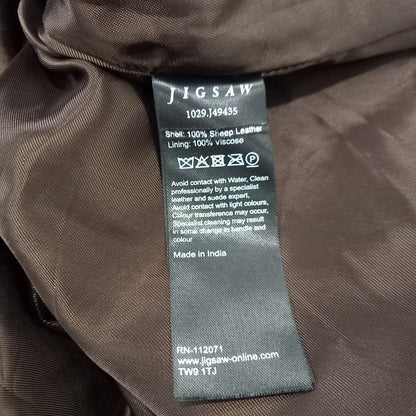 JIGSAW
1029.J49435
Shell: 100% Sheep Leather
Lining: 100% Viscose
P
Avoid contact with Water, Clean
professionally by a specialist
leather and suede expert,
Avoid contact with light colours,
Colour transference may occur,
Specialist cleaning may result
in some change to handle and
colour
Made in India
RN-112071
www.jigsaw-online.com
TW9 1TJ